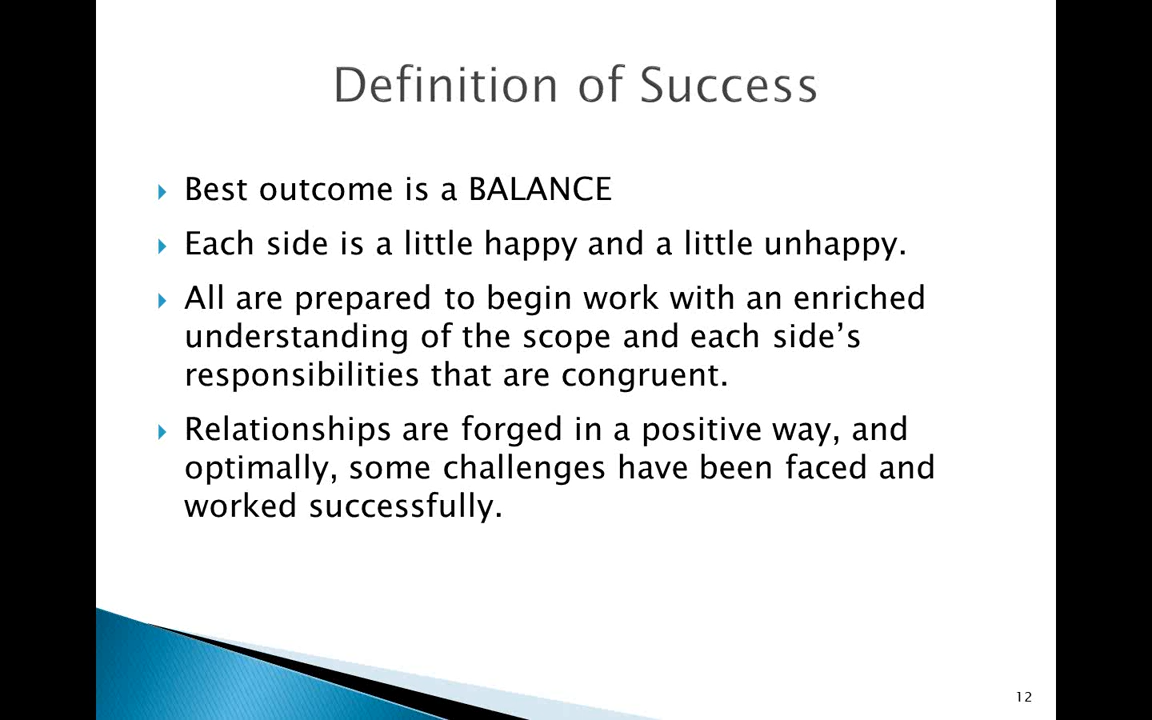 Definition of Success
Best outcome is a BALANCE
Each side is a little happy and a little unhappy.
All are prepared to begin work with an enriched
understanding of the scope and each side’s
responsibilities that are congruent.
Relationships are forged in a positive way, and
optimally, some challenges have been faced and
worked successfully.
12